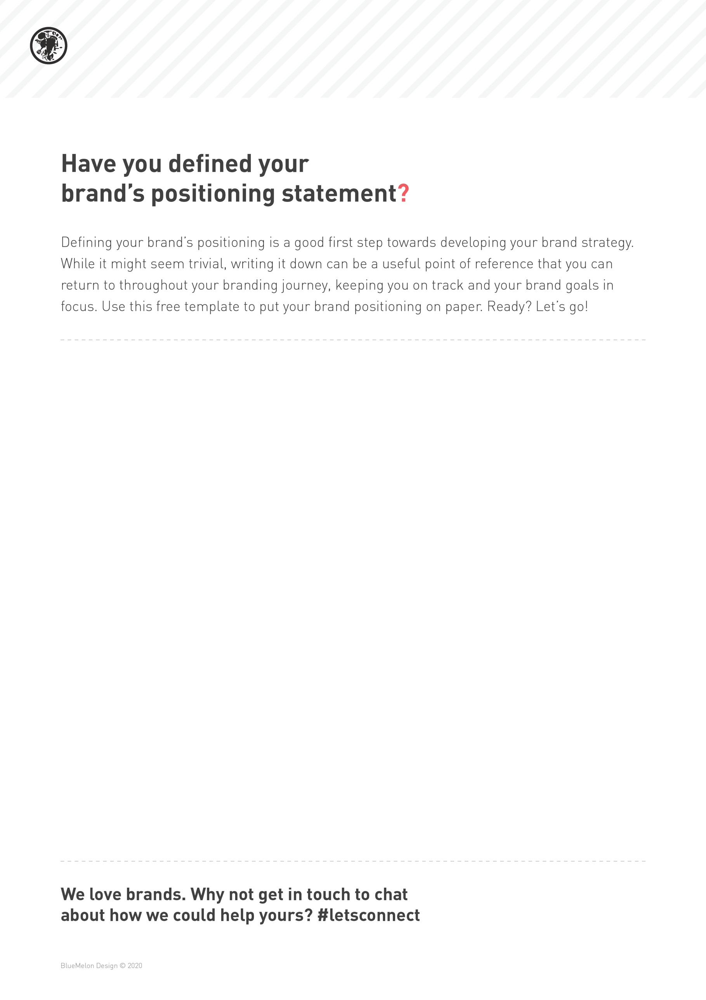 Have you defined your
brand’s positioning statement?
Defining your brand’s positioning is a good first step towards developing your brand strategy.
While it might seem trivial, writing it down can be a useful point of reference that you can
return to throughout your branding journey, keeping you on track and your brand goals in
focus. Use this free template to put your brand positioning on paper. Ready? Let’s go!
We love brands. Why not get in touch to chat
about how we could help yours? #letsconnect
BlueMelon Design © 2020